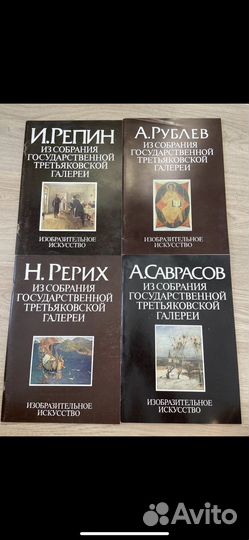 И.РЕПИН
ИЗ СОБРАНИЯ
ГОСУДАРСТВЕННОЙ
ТРЕТЬЯКОВСКОЙ
ГАЛЕРЕИ
ИЗОБРАЗИТЕЛЬНОЕ
ИСКУССТВО
А.РУБЛЕВ
ИЗ СОБРАНИЯ
ГОСУДАРСТВЕННОЙ
ТРЕТЬЯКОВСКОЙ
ГАЛЕРЕИ
ИЗОБРАЗИТЕЛЬНОЕ
ИСКУССТВО
Н.РЕРИХ
ИЗ СОБРАНИЯ
ГОСУДАРСТВЕННОЙ
ТРЕТЬЯКОВСКОЙ
ГАЛЕРЕИ
ИЗОБРАЗИТЕЛЬНОЕ
ИСКУССТВО
А.САВРАСОВ
ИЗ СОБРАНИЯ
ГОСУДАРСТВЕННОЙ
ТРЕТЬЯКОВСКОЙ
ГАЛЕРЕИ
ИЗОБРАЗИТЕЛЬНОЕ
ИСКУССТВО
Avito